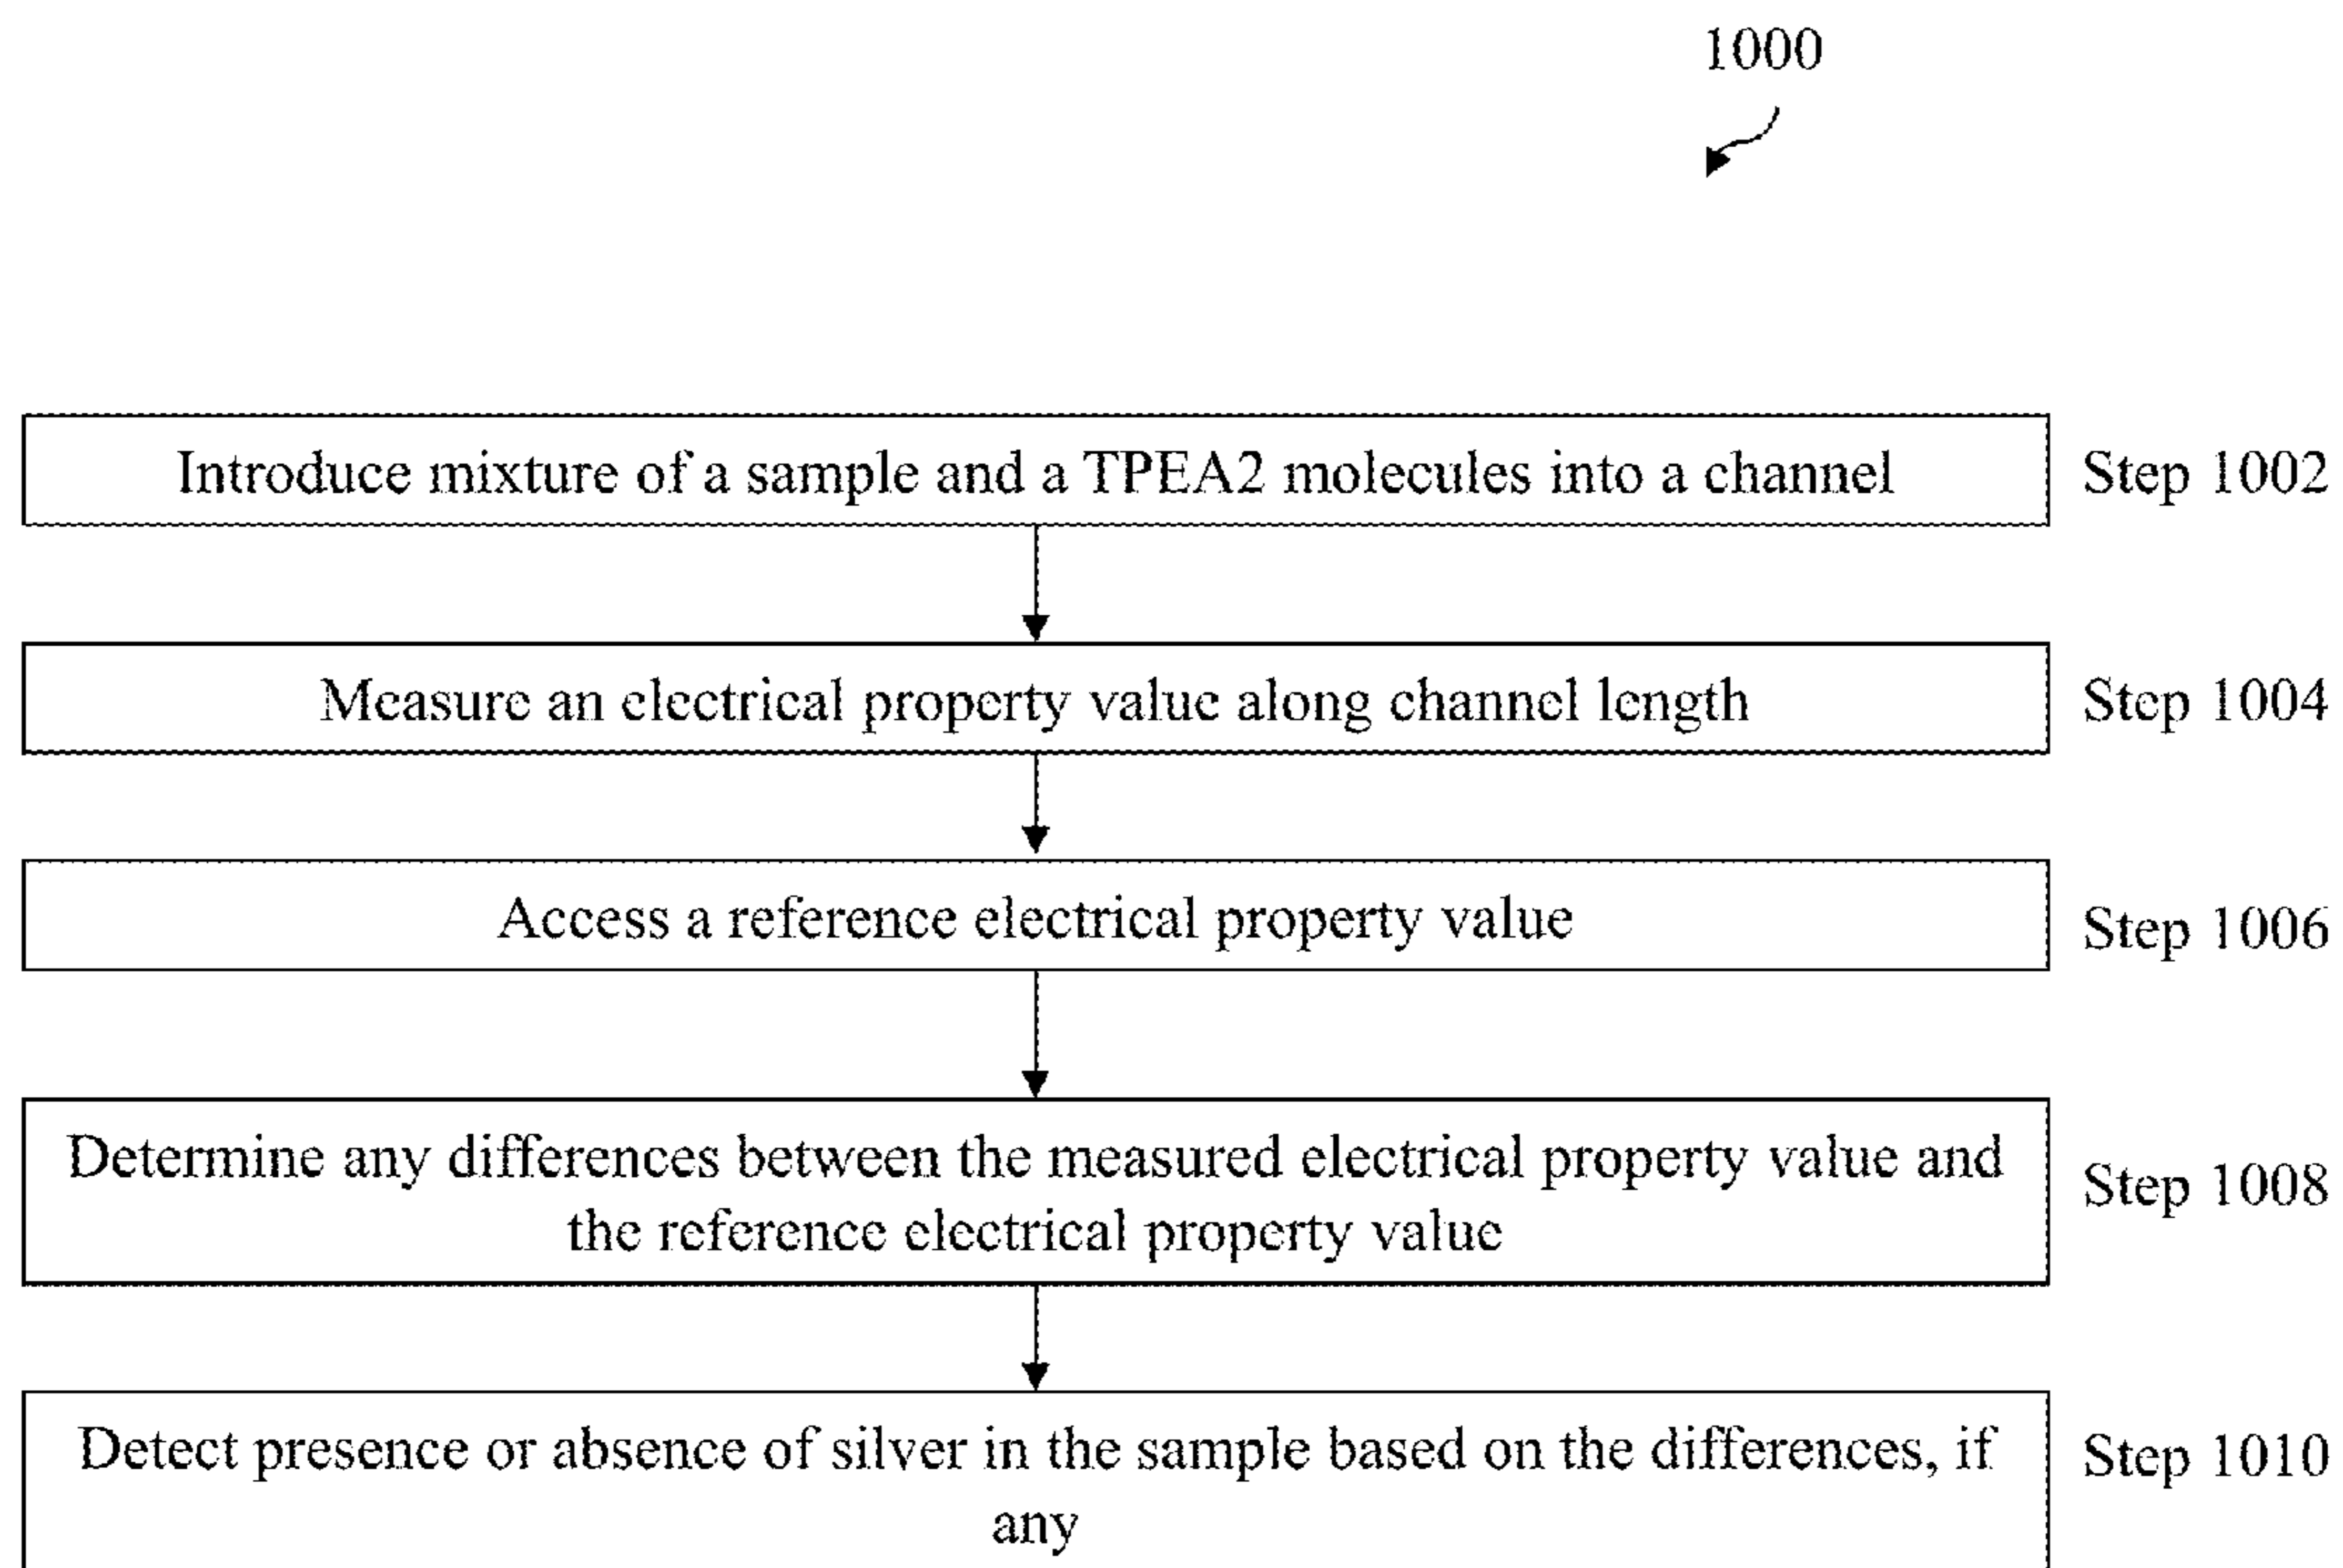 1000
Introduce mixture of a sample and a TPEA2 molecules into a channel
Step 1002
Measure an electrical property value along channel length
Step 1004
Access a reference electrical property value
Step 1006
Determine any differences between the measured electrical property value and
the reference electrical property value
Step 1008
Detect presence or absence of silver in the sample based on the differences, if
any
Step 1010